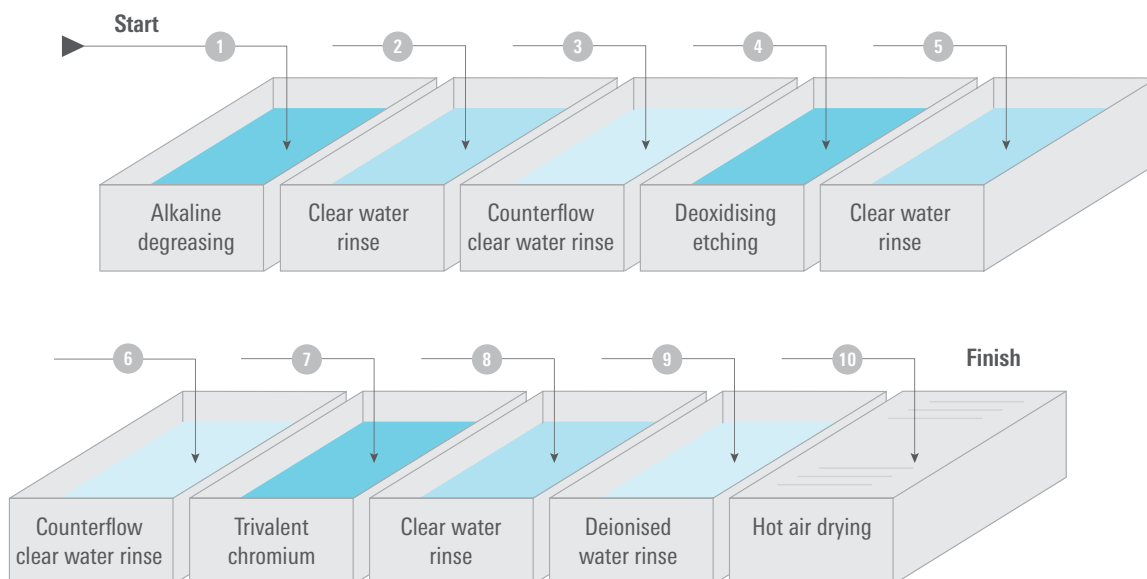 Start
1
2
3
4
5
Alkaline
degreasing
Clear water
rinse
Counterflow
clear water rinse
Deoxidising
etching
Clear water
rinse
6
7
8
9
10
Finish
Counterflow
clear water rinse
Trivalent
chromium
Clear water
rinse
Deionised
water rinse
Hot air drying